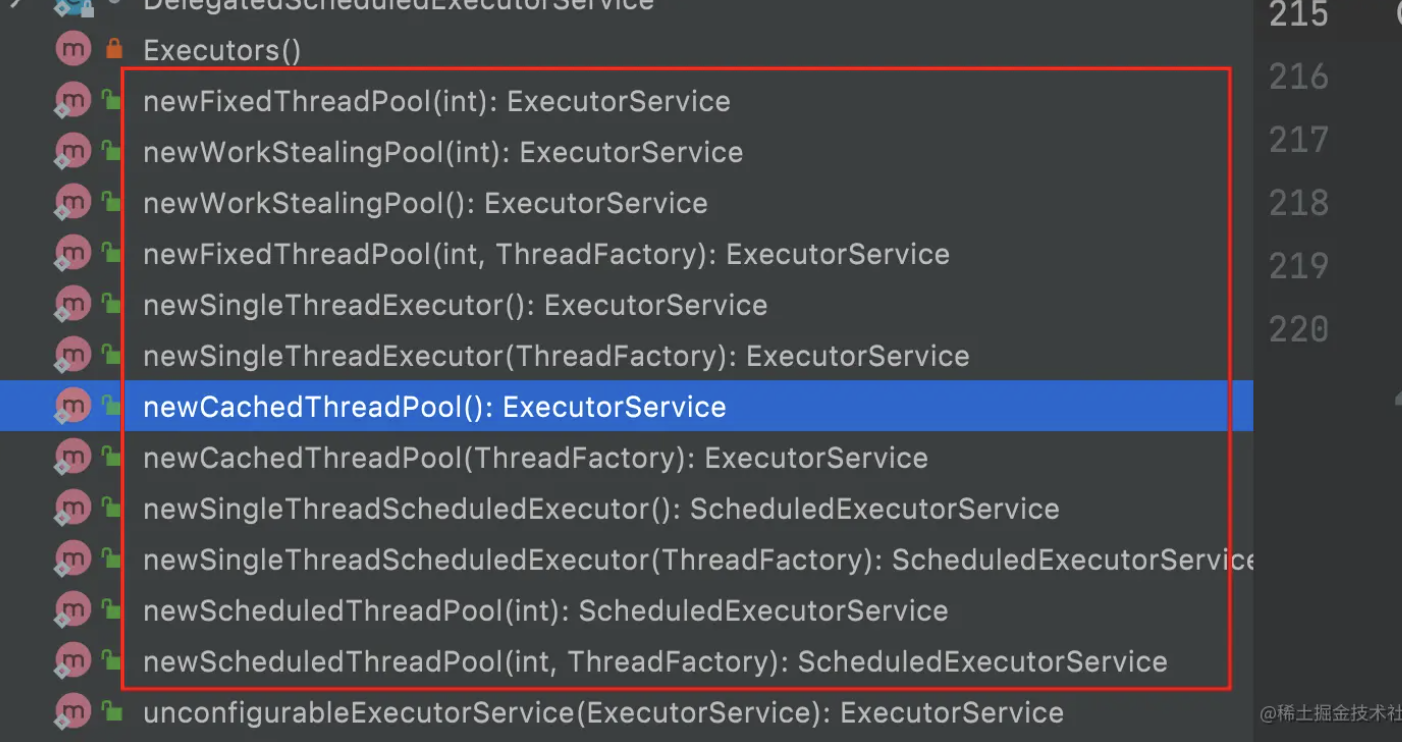 DelegatedScheduledExecutorService
Executors()
newFixedThreadPool(int): ExecutorService
newWorkStealingPool(int): ExecutorService
newWorkStealingPool(): ExecutorService
newFixedThreadPool(int, ThreadFactory): ExecutorService
newSingleThreadExecutor(): ExecutorService
newSingleThreadExecutor(ThreadFactory): ExecutorService
newCachedThreadPool(): ExecutorService
newCachedThreadPool(ThreadFactory): ExecutorService
newSingleThreadScheduledExecutor(): ScheduledExecutorService
newSingleThreadScheduledExecutor(ThreadFactory): ScheduledExecutorService
newScheduledThreadPool(int): ScheduledExecutorService
newScheduledThreadPool(int, ThreadFactory): ScheduledExecutorService
unconfigurableExecutorService(ExecutorService): ExecutorService
215
216
217
218
219
220
@稀土掘金技术社